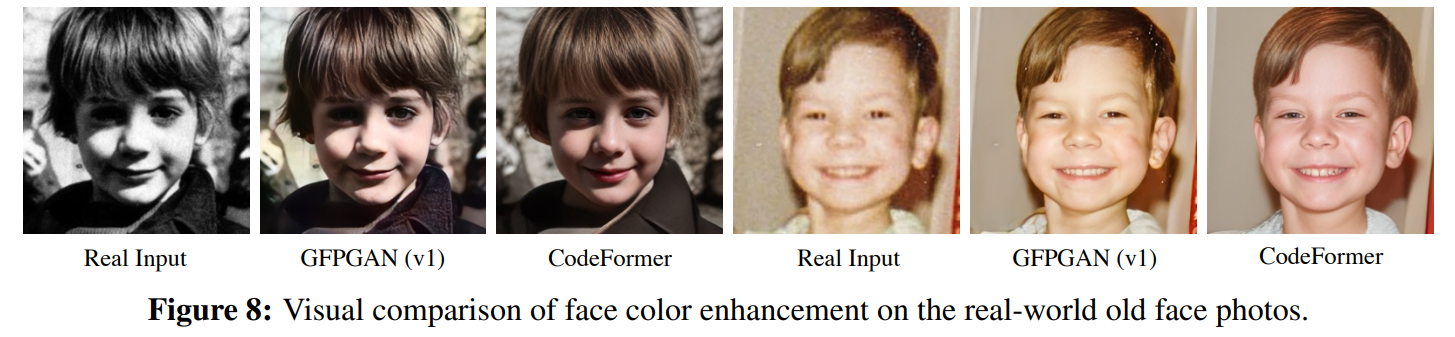 Real Input GFPGAN (v1) CodeFormer Real Input GFPGAN (v1) CodeFormer
Figure 8: Visual comparison of face color enhancement on the real-world old face photos.